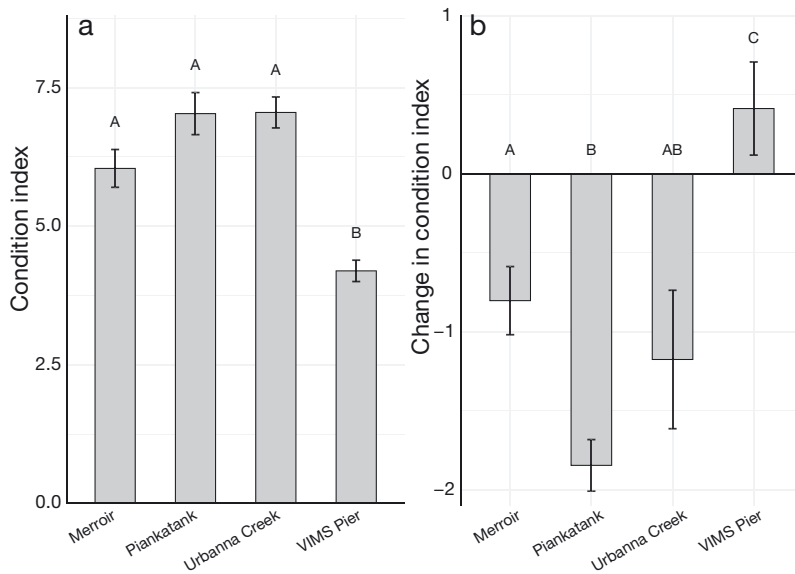 a
Condition index
7.5
5.0
2.5
0.0
A
A
A
B
Merroir
Piankatank
Urbanna Creek
VIMS Pier
b
Change in condition index
1
0
−1
−2
A
B
AB
C
Merroir
Piankatank
Urbanna Creek
VIMS Pier